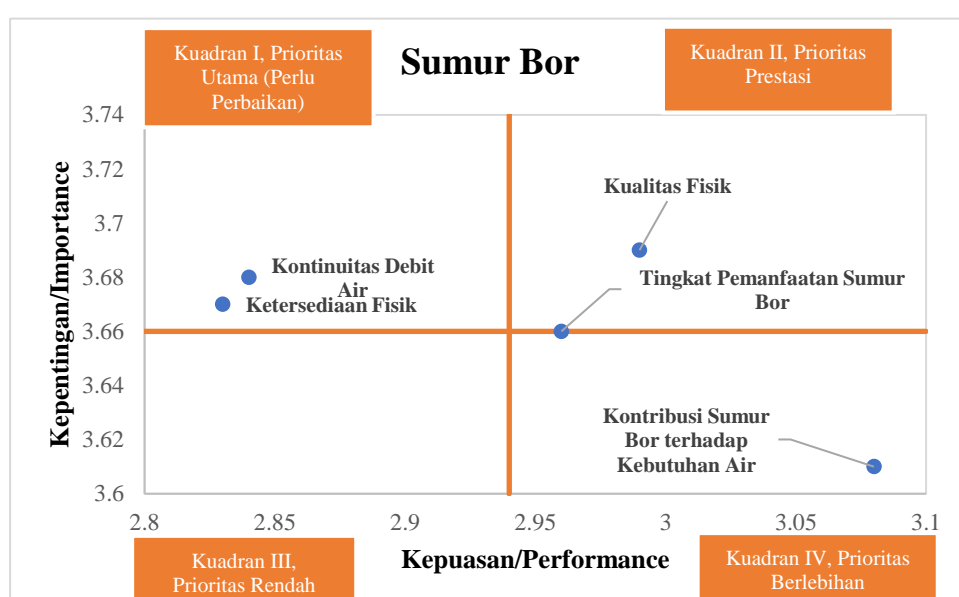 Kuadran I, Prioritas
Utama (Perlu
Perbaikan)
Sumur Bor
Kuadran II, Prioritas
Prestasi
Kepentingan/Importance
3.74
3.72
3.7
3.68
3.66
3.64
3.62
3.6
Kualitas Fisik
Kontinuitas Debit
Air
Ketersediaan Fisik
Tingkat Pemanfaatan Sumur
Bor
Kontribusi Sumur
Bor terhadap
Kebutuhan Air
2.8
2.85
2.9
2.95
3
3.05
3.1
Kuadran III,
Prioritas Rendah
Kepuasan/Performance
Kuadran IV, Prioritas
Berlebihan